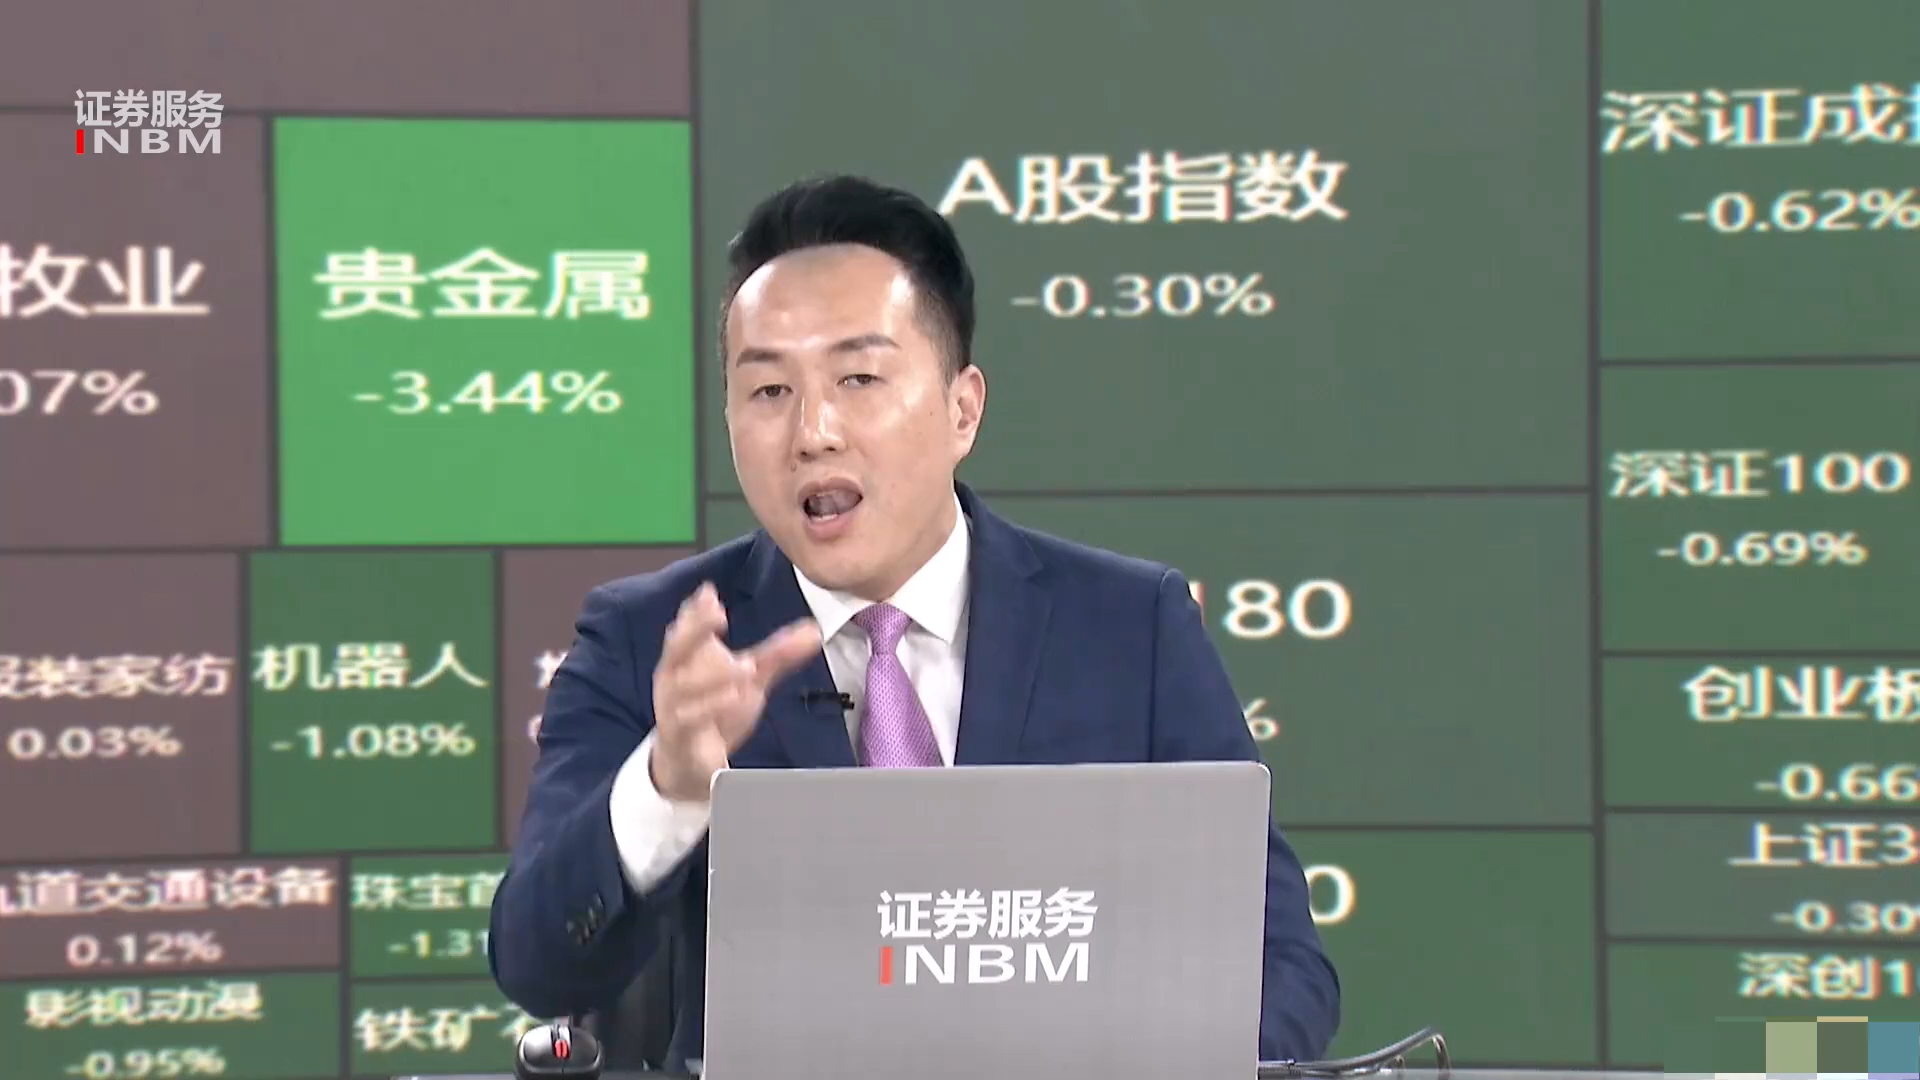 证券服务
INBM
牧业
07%
贵金属
-3.44%
A股指数
-0.30%
深证成
-0.62%
深证100
-0.69%
180
%
服装家纺
0.03%
机器人
-1.08%
创业板
-0.66
上证3
-0.30
轨道交通设备
0.12%
珠宝首
-1.31
0
影视动漫
-0.95%
铁矿石
深创1
证券服务
INBM